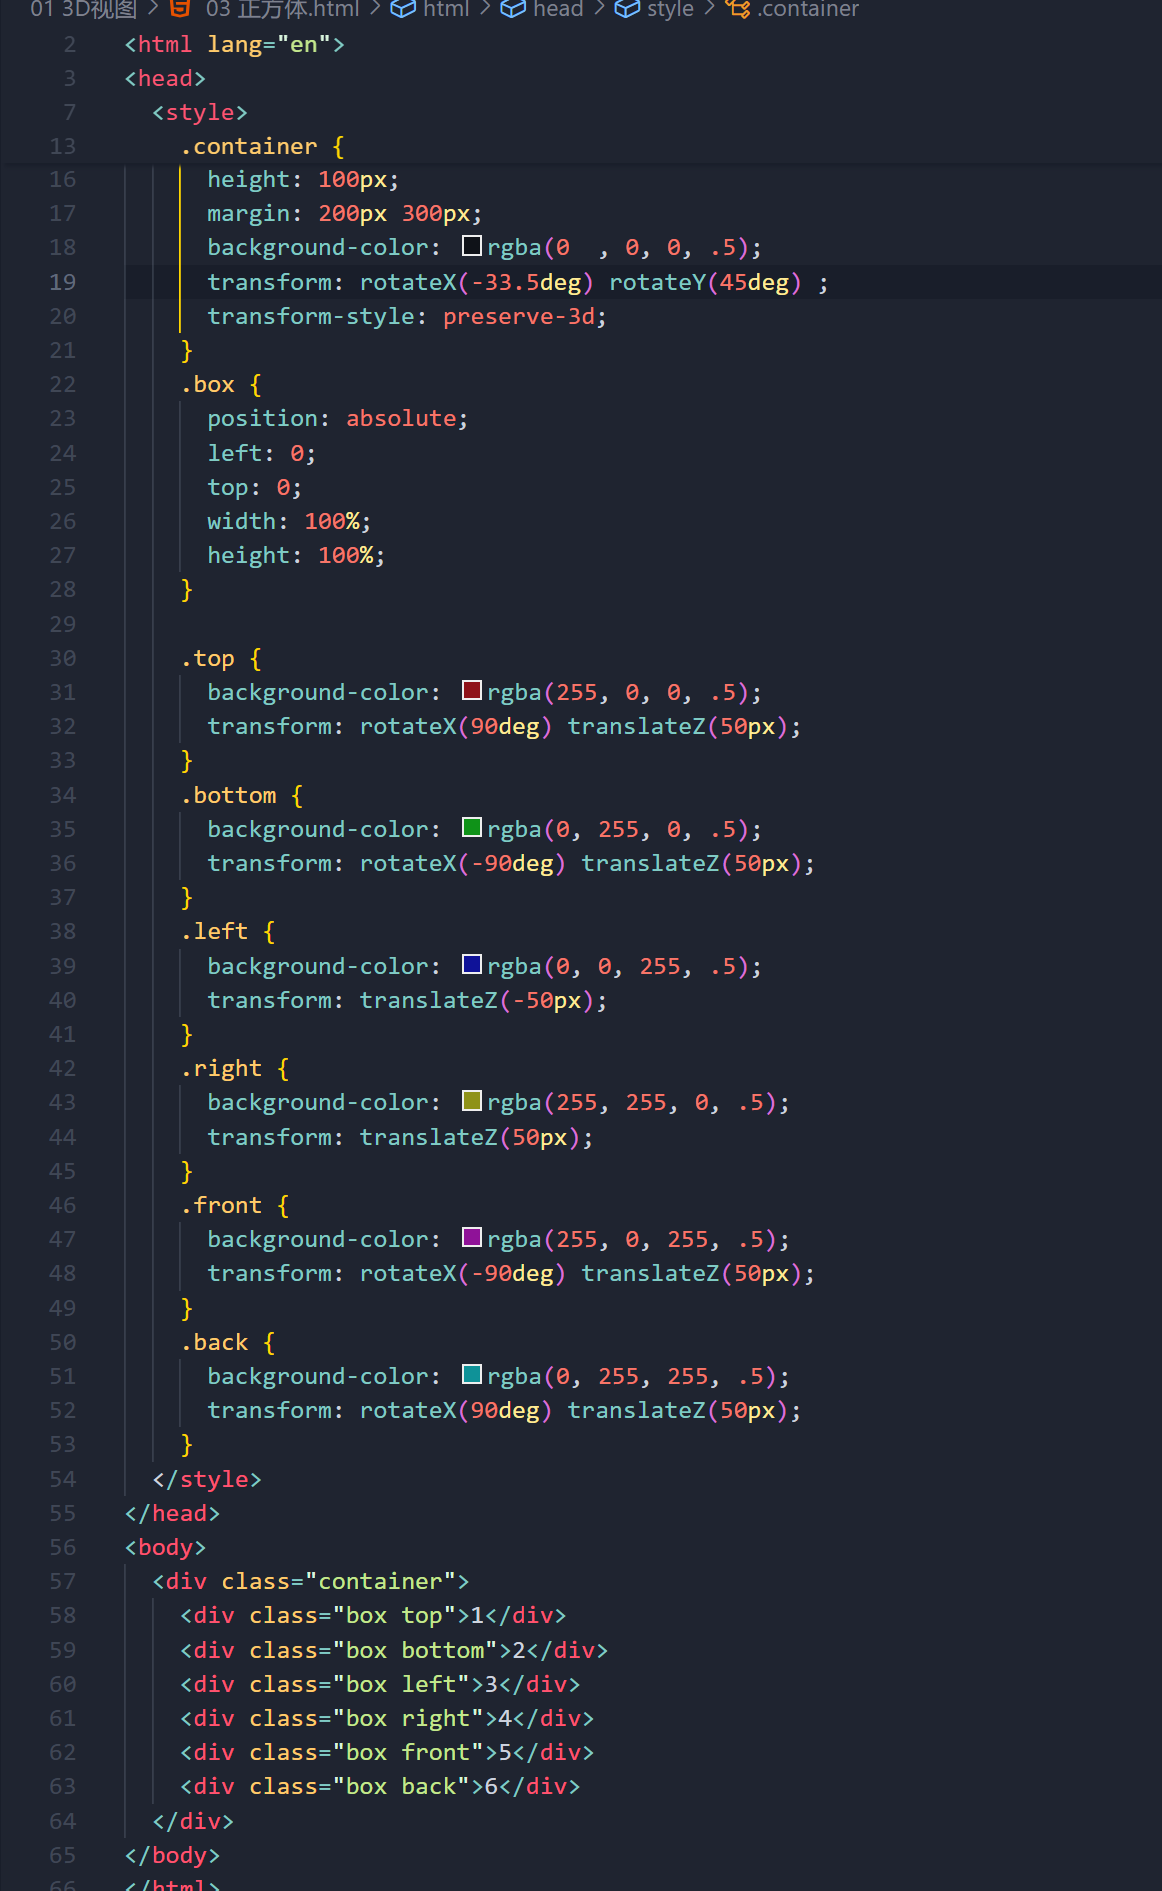 01 3D视图 > 03 正方体.html > html > head > style > .container
2 <html lang="en">
3 <head>
7 <style>
13 .container {
16 height: 100px;
17 margin: 200px 300px;
18 background-color: rgba(0  , 0, 0, .5);
19 transform: rotateX(-33.5deg) rotateY(45deg) ;
20 transform-style: preserve-3d;
21 }
22 .box {
23 position: absolute;
24 left: 0;
25 top: 0;
26 width: 100%;
27 height: 100%;
28 }
29
30 .top {
31 background-color: rgba(255, 0, 0, .5);
32 transform: rotateX(90deg) translateZ(50px);
33 }
34 .bottom {
35 background-color: rgba(0, 255, 0, .5);
36 transform: rotateX(-90deg) translateZ(50px);
37 }
38 .left {
39 background-color: rgba(0, 0, 255, .5);
40 transform: translateZ(-50px);
41 }
42 .right {
43 background-color: rgba(255, 255, 0, .5);
44 transform: translateZ(50px);
45 }
46 .front {
47 background-color: rgba(255, 0, 255, .5);
48 transform: rotateX(-90deg) translateZ(50px);
49 }
50 .back {
51 background-color: rgba(0, 255, 255, .5);
52 transform: rotateX(90deg) translateZ(50px);
53 }
54 </style>
55 </head>
56 <body>
57 <div class="container">
58 <div class="box top">1</div>
59 <div class="box bottom">2</div>
60 <div class="box left">3</div>
61 <div class="box right">4</div>
62 <div class="box front">5</div>
63 <div class="box back">6</div>
64 </div>
65 </body>
66 </html>